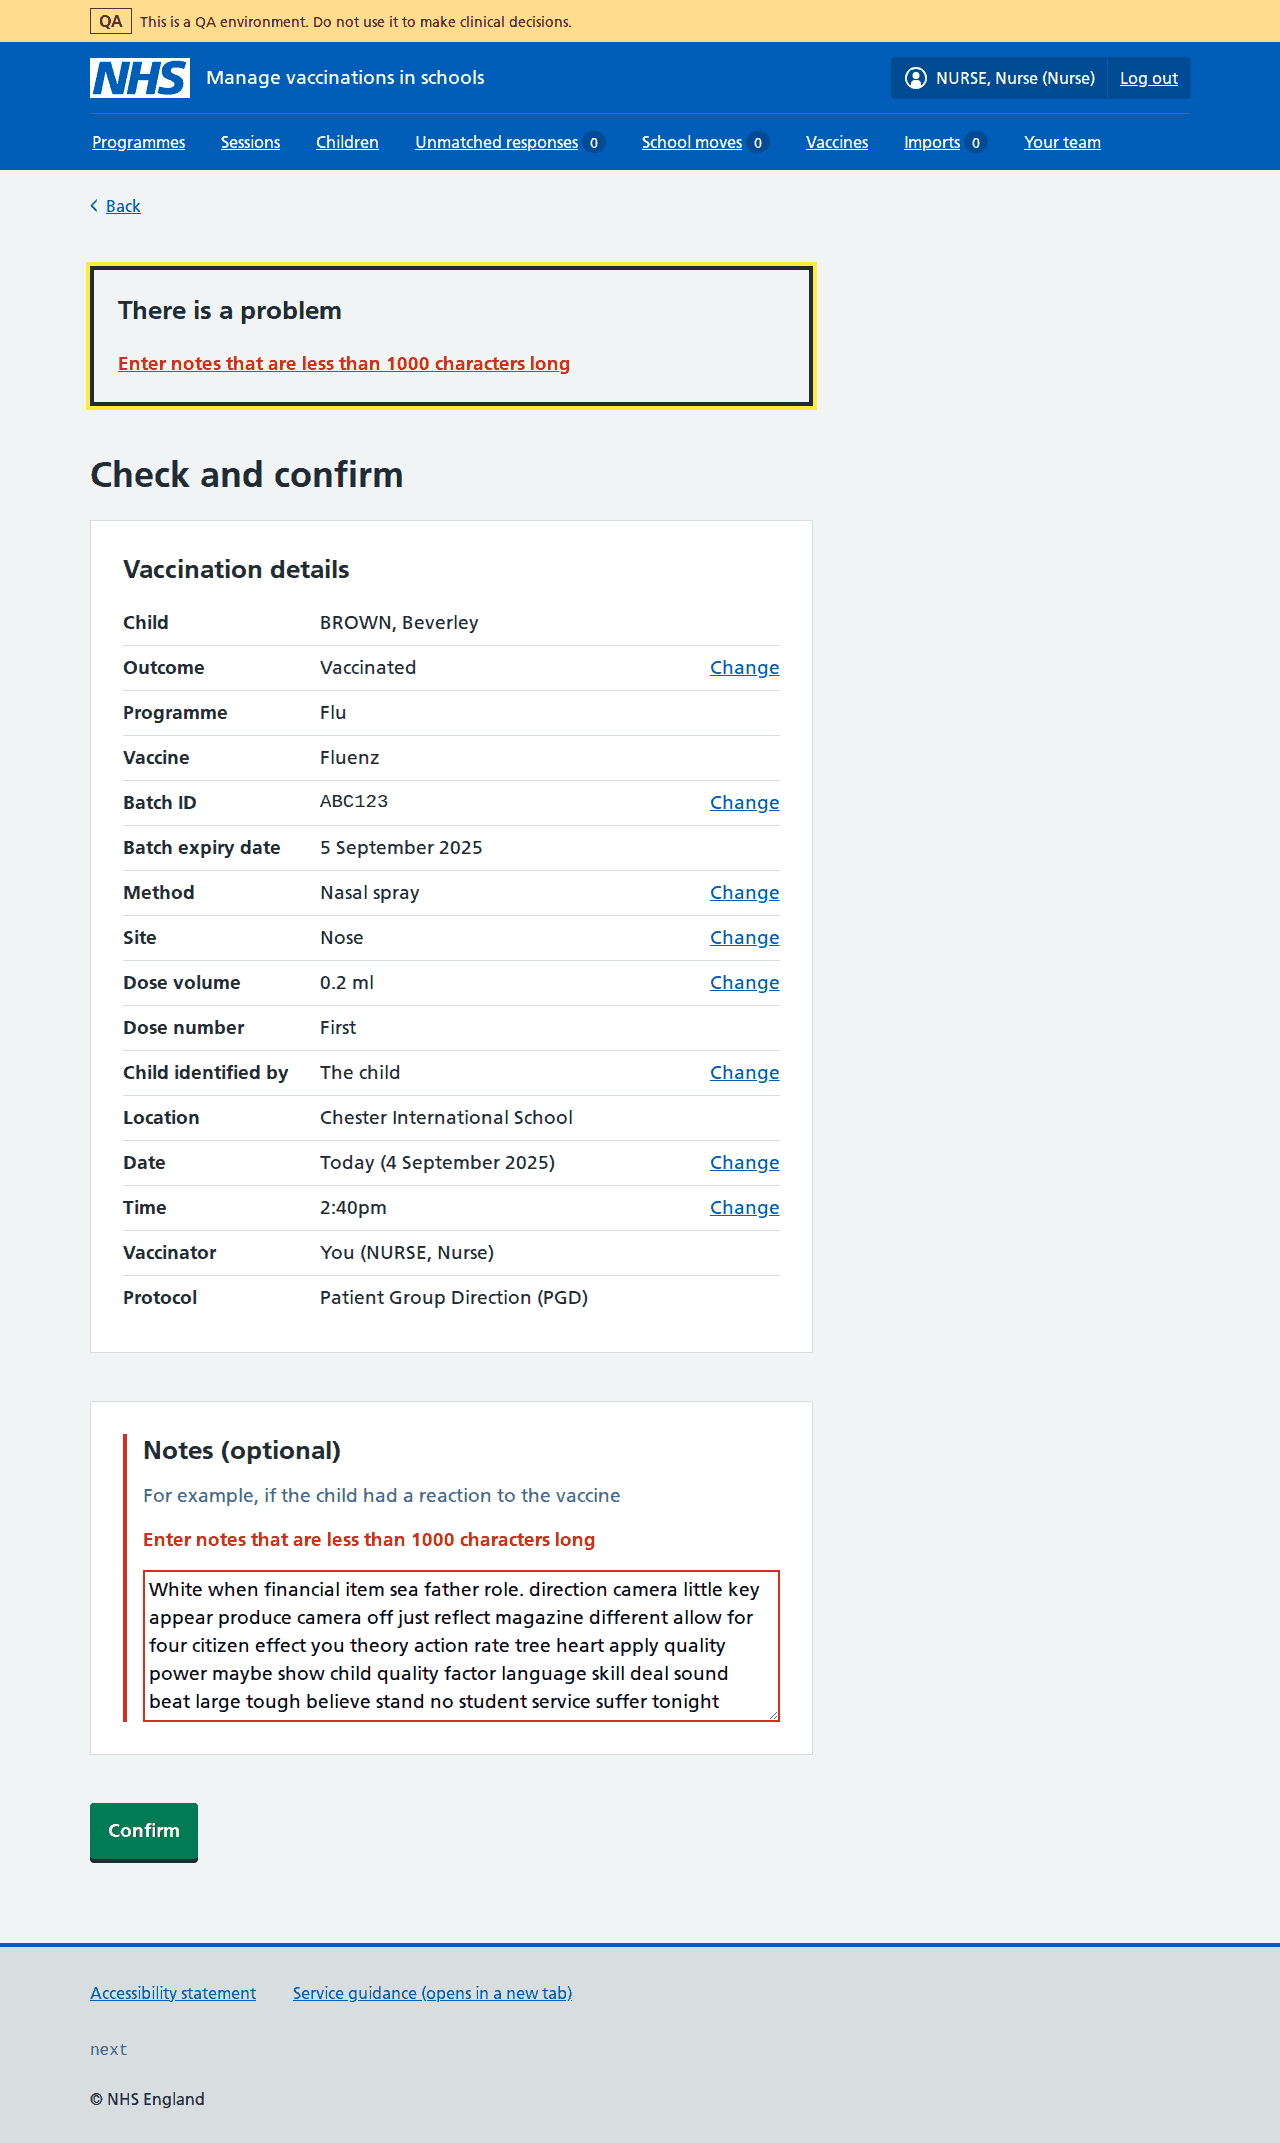 QA This is a QA environment. Do not use it to make clinical decisions.
NHS Manage vaccinations in schools NURSE, Nurse (Nurse) Log out
Programmes Sessions Children Unmatched responses 0 School moves 0 Vaccines Imports 0 Your team
Back
There is a problem
Enter notes that are less than 1000 characters long
Check and confirm
Vaccination details
Child BROWN, Beverley
Outcome Vaccinated Change
Programme Flu
Vaccine Fluenz
Batch ID ABC123 Change
Batch expiry date 5 September 2025
Method Nasal spray Change
Site Nose Change
Dose volume 0.2 ml Change
Dose number First
Child identified by The child Change
Location Chester International School
Date Today (4 September 2025) Change
Time 2:40pm Change
Vaccinator You (NURSE, Nurse)
Protocol Patient Group Direction (PGD)
Notes (optional)
For example, if the child had a reaction to the vaccine
Enter notes that are less than 1000 characters long
White when financial item sea father role. direction camera little key
appear produce camera off just reflect magazine different allow for
four citizen effect you theory action rate tree heart apply quality
power maybe show child quality factor language skill deal sound
beat large tough believe stand no student service suffer tonight
Confirm
Accessibility statement Service guidance (opens in a new tab)
next
© NHS England